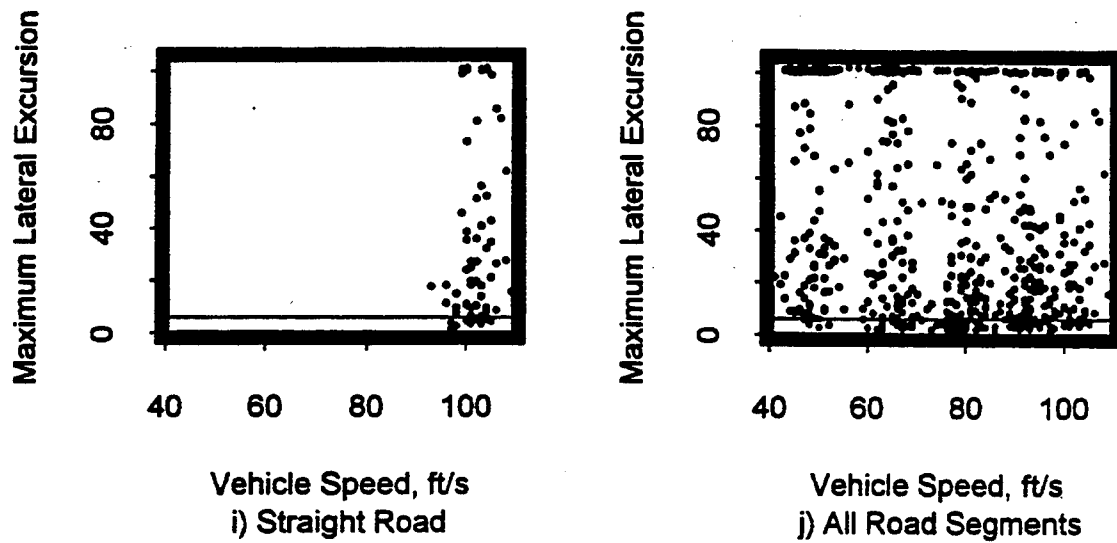 Maximum Lateral Excursion
80
40
0
40 60 80 100
Vehicle Speed, ft/s
i) Straight Road
Maximum Lateral Excursion
80
40
0
40 60 80 100
Vehicle Speed, ft/s
j) All Road Segments